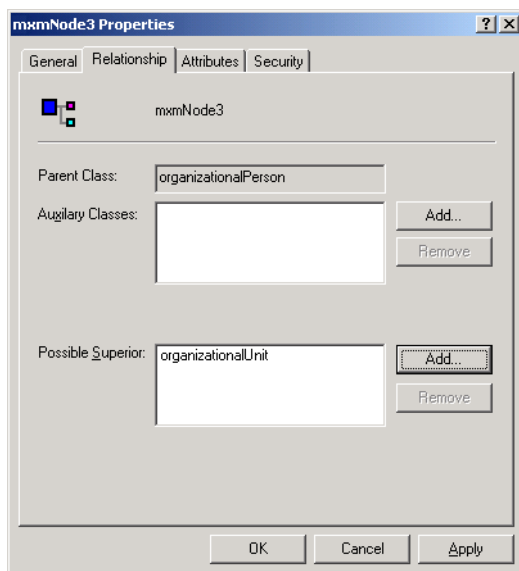 mxmNode3 Properties
General Relationship Attributes Security
mxmNode3
Parent Class: organizationalPerson
Auxilary Classes: Add...
Remove
Possible Superior: organizationalUnit Add...
Remove
OK Cancel Apply